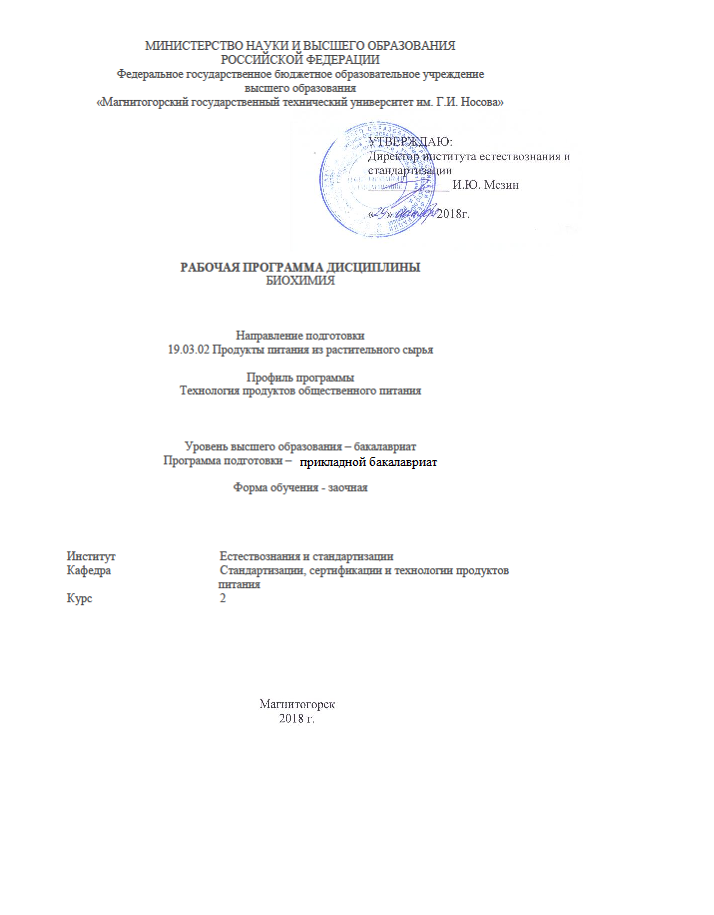 МИНИСТЕРСТВО НАУКИ И ВЫСШЕГО ОБРАЗОВАНИЯ
РОССИЙСКОЙ ФЕДЕРАЦИИ
Федеральное государственное бюджетное образовательное учреждение
высшего образования
«Магнитогорский государственный технический университет им. Г.И. Носова»
УТВЕРЖДАЮ:
Директор института естествознания и
стандартизации
И.Ю. Мезин
2018г.
РАБОЧАЯ ПРОГРАММА ДИСЦИПЛИНЫ
БИОХИМИЯ
Направление подготовки
19.03.02 Продукты питания из растительного сырья
Профиль программы
Технология продуктов общественного питания
Уровень высшего образования – бакалавриат
Программа подготовки – прикладной бакалавриат
Форма обучения - заочная
Институт Естествознания и стандартизации
Кафедра Стандартизации, сертификации и технологии продуктов
питания
Курс 2
Магнитогорск
2018 г.